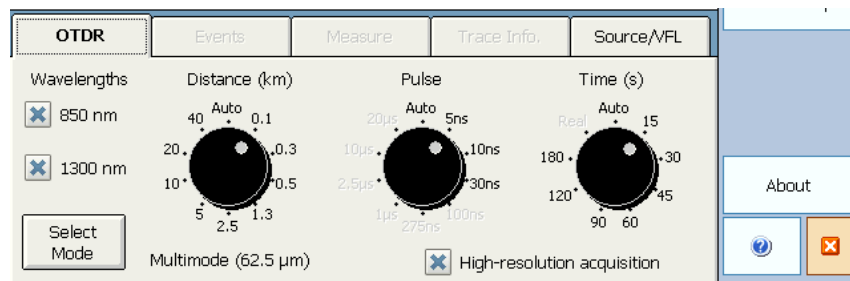 OTDR Events Measure Trace Info. Source/VFL
Wavelengths Distance (km) Pulse Time (s)
850 nm
1300 nm
Auto 0.1 0.3 0.5 1.3 2.5 5 10 20 40
Auto 5ns 10ns 30ns 100ns 275ns 1µs 2.5µs 10µs 20µs
Auto 15 30 45 60 90 120 180 Real
Select
Mode
Multimode (62.5 µm)
High-resolution acquisition
About